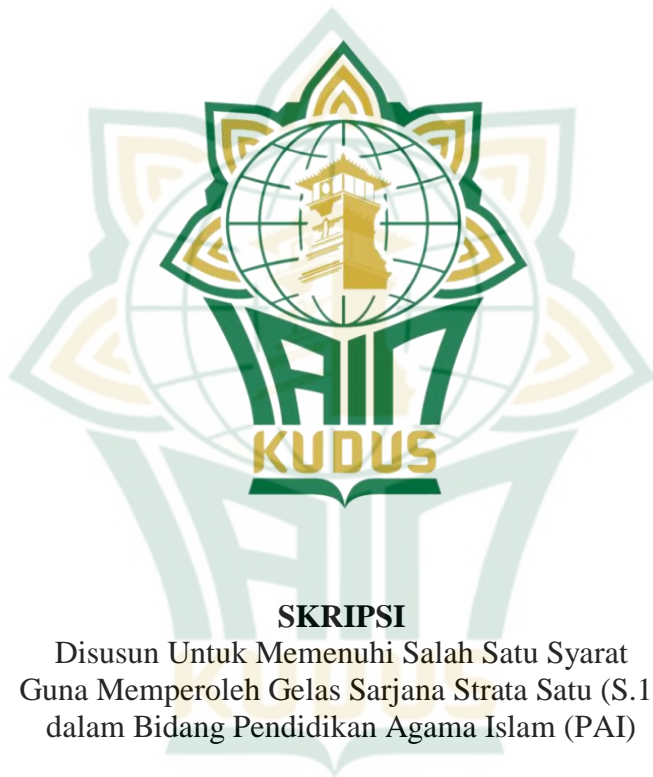 IAIN
KUDUS
SKRIPSI
Disusun Untuk Memenuhi Salah Satu Syarat
Guna Memperoleh Gelas Sarjana Strata Satu (S.1
dalam Bidang Pendidikan Agama Islam (PAI)